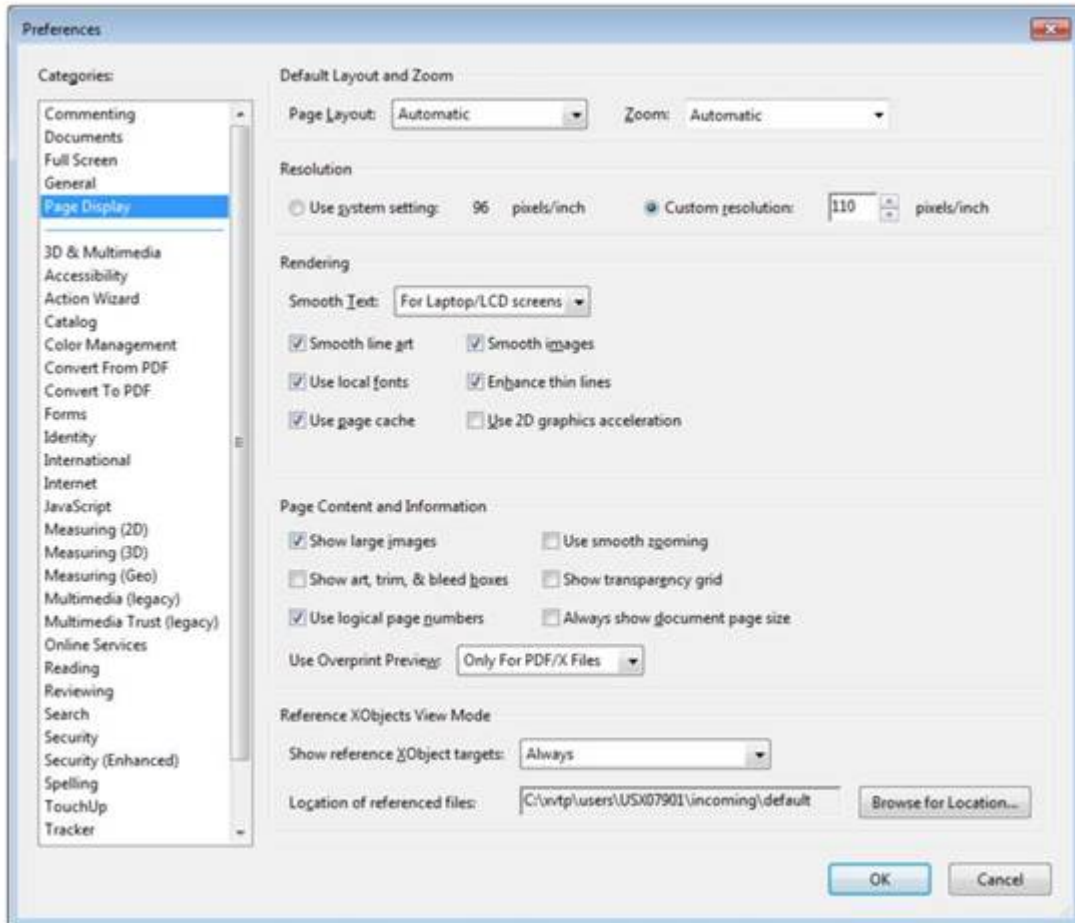 Preferences
Categories:
Commenting
Documents
Full Screen
General
Page Display
3D & Multimedia
Accessibility
Action Wizard
Catalog
Color Management
Convert From PDF
Convert To PDF
Forms
Identity
International
Internet
JavaScript
Measuring (2D)
Measuring (3D)
Measuring (Geo)
Multimedia (legacy)
Multimedia Trust (legacy)
Online Services
Reading
Reviewing
Search
Security
Security (Enhanced)
Spelling
TouchUp
Tracker
Default Layout and Zoom
Page Layout: Automatic Zoom: Automatic
Resolution
Use system setting: 96 pixels/inch Custom resolution: 110 pixels/inch
Rendering
Smooth Text: For Laptop/LCD screens
Smooth line art Smooth images
Use local fonts Enhance thin lines
Use page cache Use 2D graphics acceleration
Page Content and Information
Show large images Use smooth zooming
Show art, trim, & bleed boxes Show transparency grid
Use logical page numbers Always show document page size
Use Overprint Preview: Only For PDF/X Files
Reference XObjects View Mode
Show reference XObject targets: Always
Location of referenced files: C:\xvtp\users\USX07901\incoming\default Browse for Location...
OK Cancel